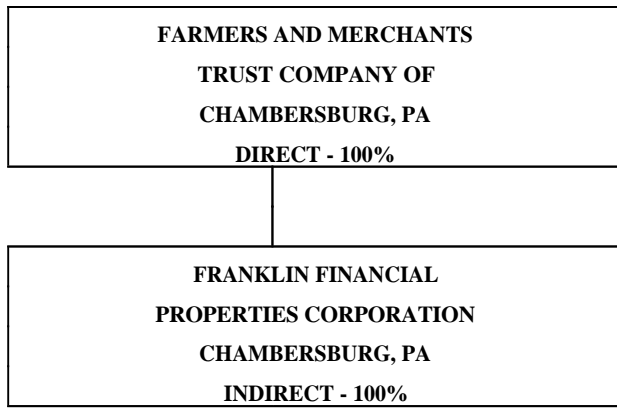 FARMERS AND MERCHANTS
TRUST COMPANY OF
CHAMBERSBURG, PA
DIRECT - 100%
FRANKLIN FINANCIAL
PROPERTIES CORPORATION
CHAMBERSBURG, PA
INDIRECT - 100%